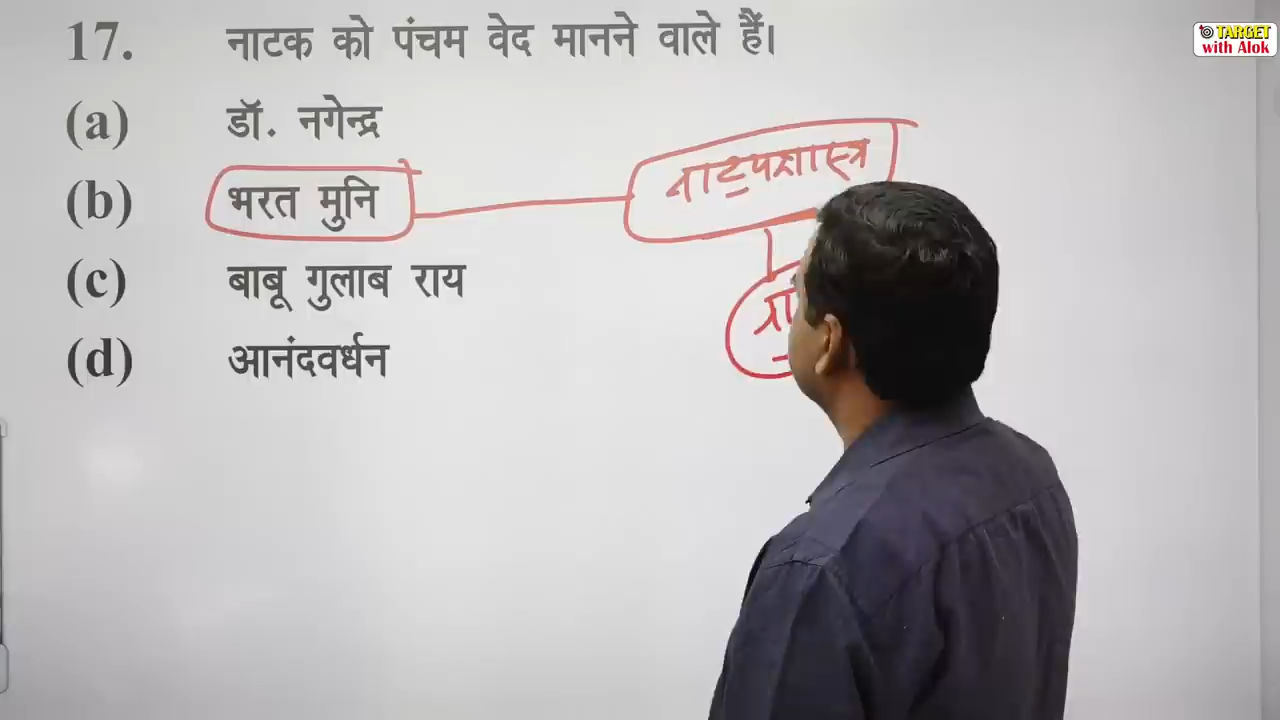 17. नाटक को पंचम वेद मानने वाले हैं।
TARGET
with Alok
(a) डॉ. नगेन्द्र
(b) भरत मुनि
नाट्यशास्त्र
(c) बाबू गुलाब राय
(d) आनंदवर्धन